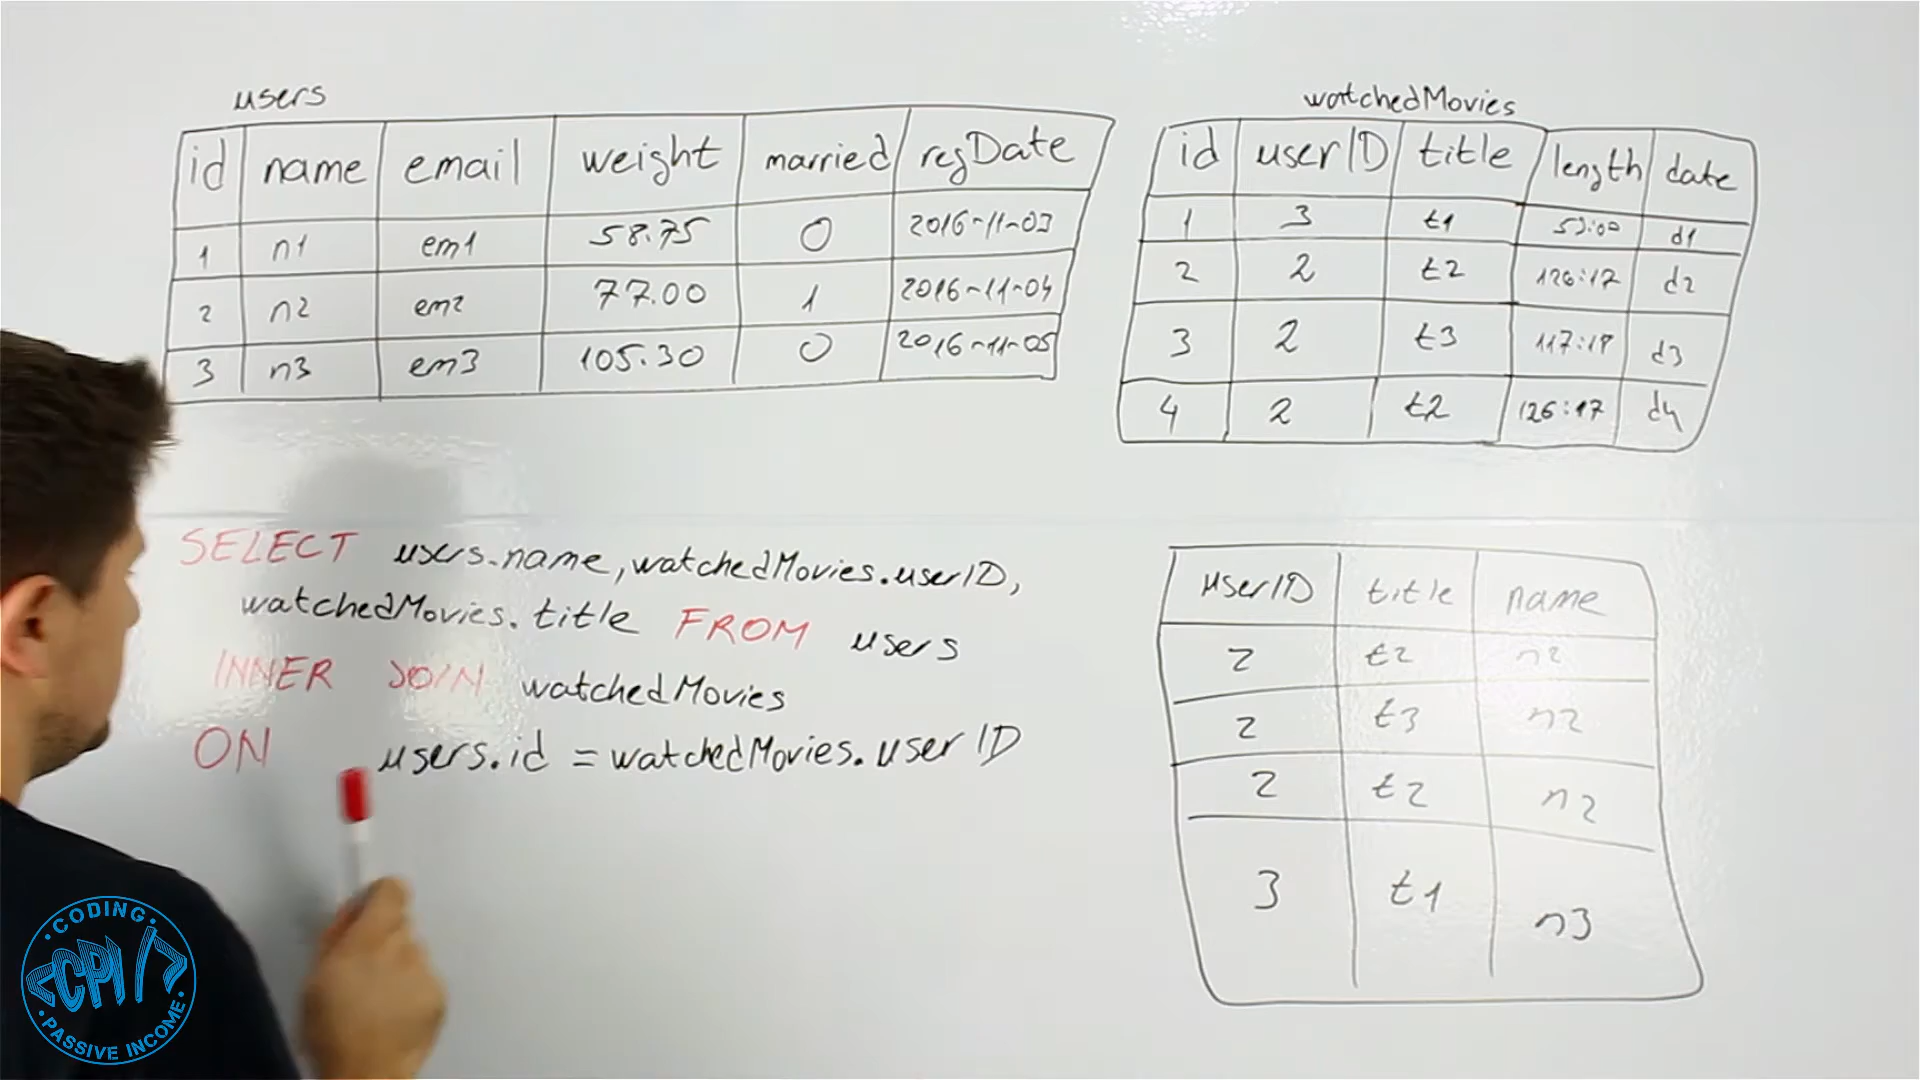 users
id name email weight married regDate
1 n1 em1 58.75 0 2016-11-03
2 n2 em2 77.00 1 2016-11-04
3 n3 em3 105.30 0 2016-11-05
watchedMovies
id userID title length date
1 3 t1 d1
2 2 t2 126:17 d2
3 2 t3 117:18 d3
4 2 t2 126:17 d4
SELECT users.name, watchedMovies.userID,
watchedMovies.title FROM users
INNER JOIN watchedMovies
ON users.id = watchedMovies.userID
userID title name
2 t2 n2
2 t3 n2
2 t2 n2
3 t1 n3
CODING
<CPI/>
PASSIVE INCOME